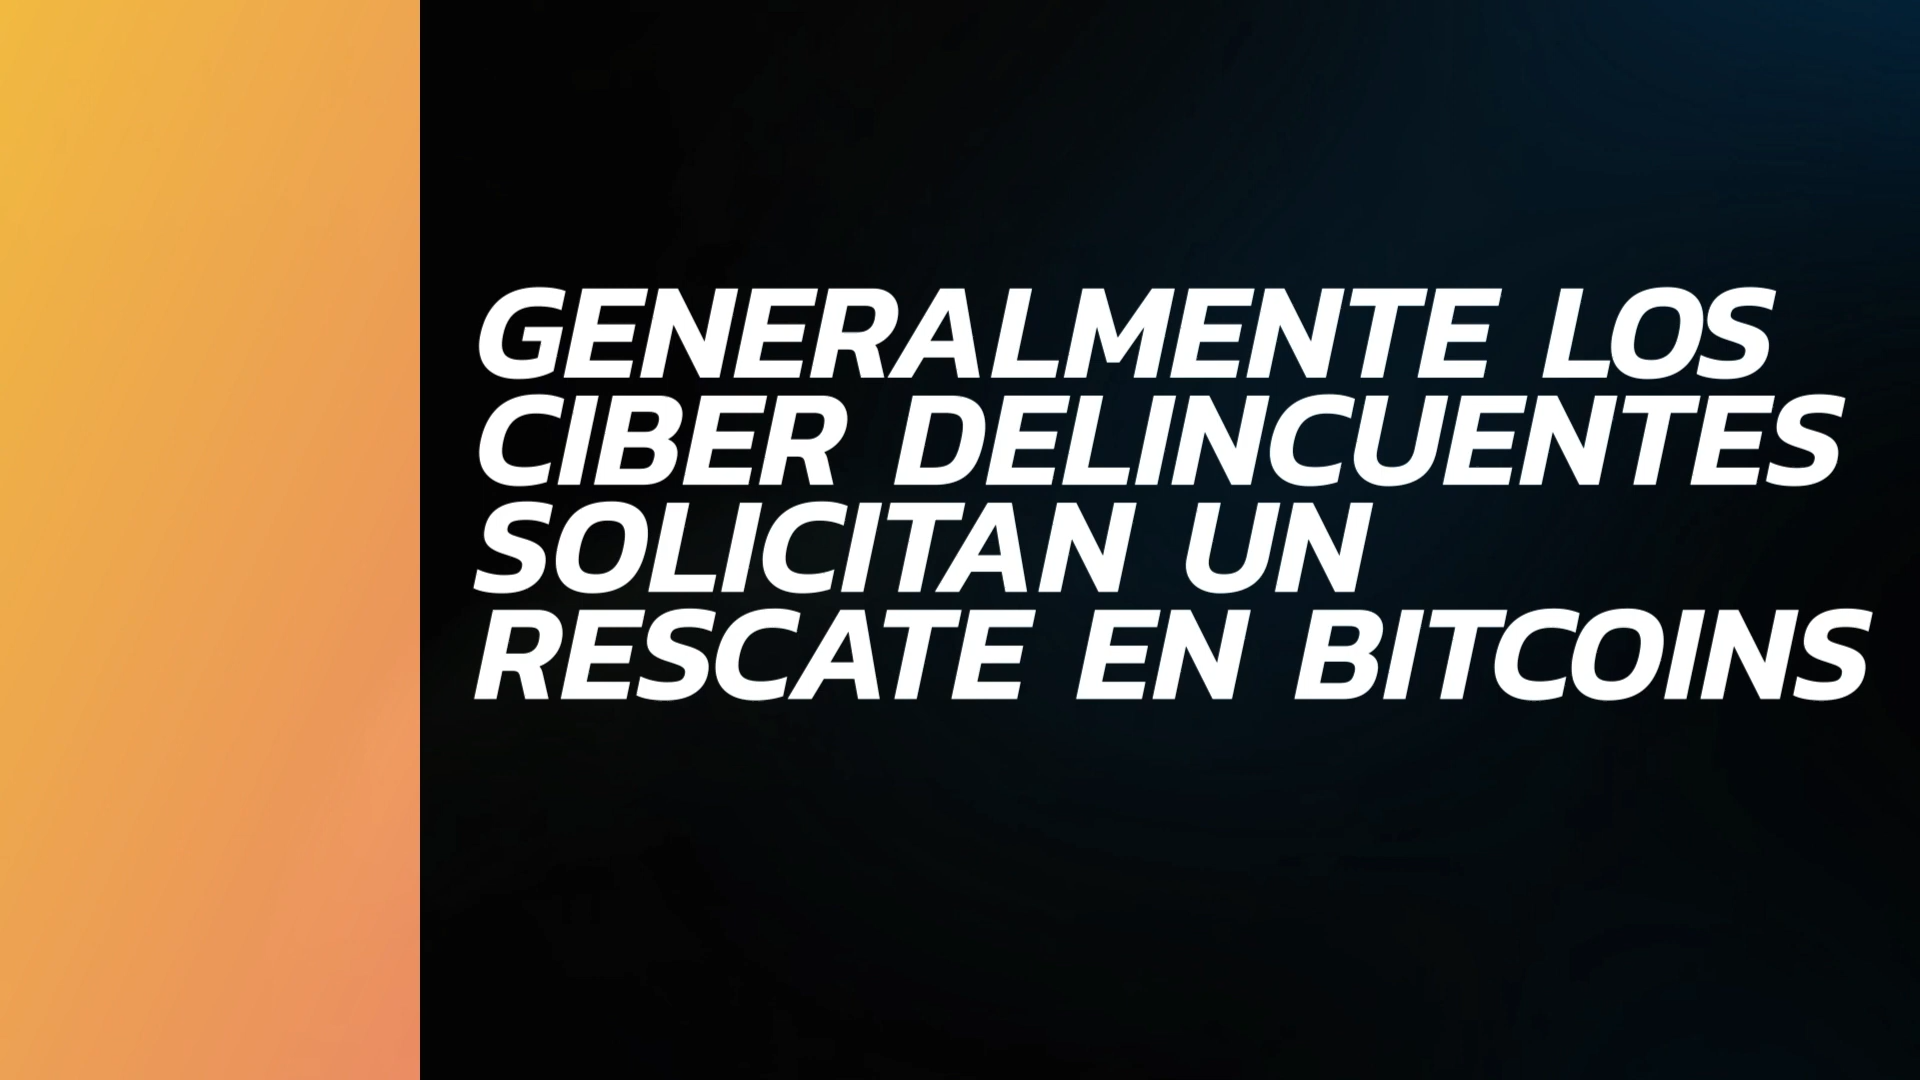 GENERALMENTE LOS
CIBER DELINCUENTES
SOLICITAN UN
RESCATE EN BITCOINS